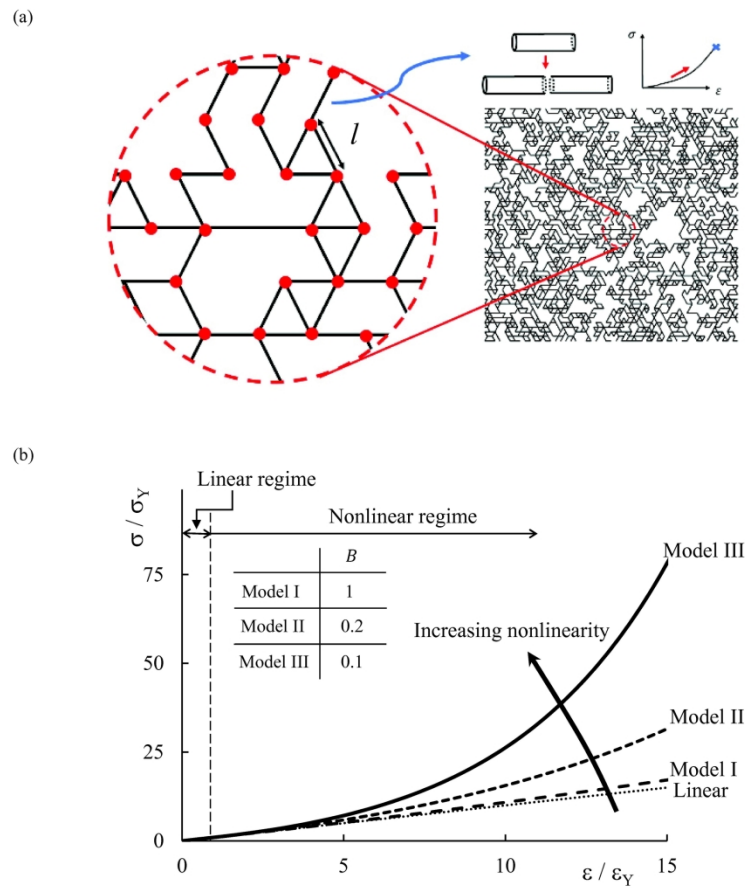 (a)
σ
ε
l
(b)
Linear regime
σ / σY
Nonlinear regime
75
B
Model III
Model I 1
Model II 0.2
Increasing nonlinearity
Model III 0.1
50
Model II
25
Model I
Linear
0
0 5 10 15
ε / εY